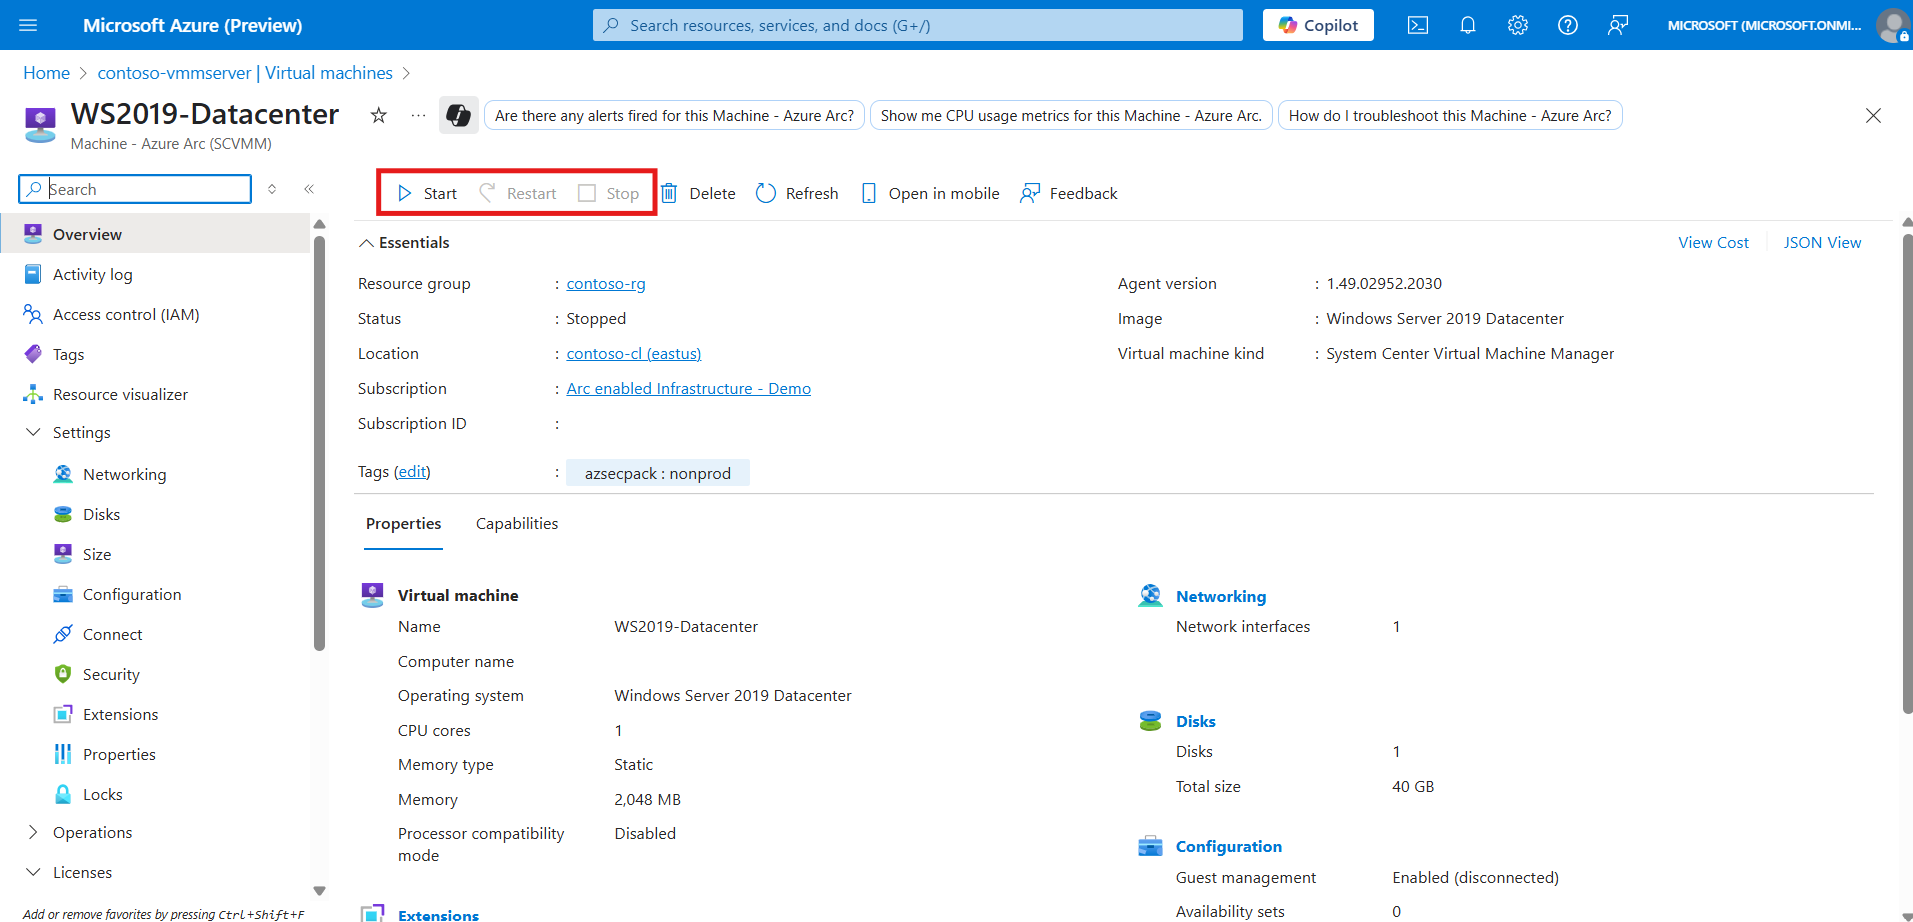 Microsoft Azure (Preview)
Search resources, services, and docs (G+/)
Copilot
MICROSOFT (MICROSOFT.ONMI...
Home > contoso-vmmserver | Virtual machines >
WS2019-Datacenter
Machine - Azure Arc (SCVMM)
Are there any alerts fired for this Machine - Azure Arc?
Show me CPU usage metrics for this Machine - Azure Arc.
How do I troubleshoot this Machine - Azure Arc?
Search
Overview
Activity log
Access control (IAM)
Tags
Resource visualizer
Settings
Networking
Disks
Size
Configuration
Connect
Security
Extensions
Properties
Locks
Operations
Licenses
Add or remove favorites by pressing Ctrl+Shift+F
Start Restart Stop Delete Refresh Open in mobile Feedback
Essentials
View Cost JSON View
Resource group : contoso-rg
Status : Stopped
Location : contoso-cl (eastus)
Subscription : Arc enabled Infrastructure - Demo
Subscription ID :
Tags (edit) : azsecpack : nonprod
Agent version : 1.49.02952.2030
Image : Windows Server 2019 Datacenter
Virtual machine kind : System Center Virtual Machine Manager
Properties Capabilities
Virtual machine
Name WS2019-Datacenter
Computer name
Operating system Windows Server 2019 Datacenter
CPU cores 1
Memory type Static
Memory 2,048 MB
Processor compatibility Disabled
mode
Extensions
Networking
Network interfaces 1
Disks
Disks 1
Total size 40 GB
Configuration
Guest management Enabled (disconnected)
Availability sets 0